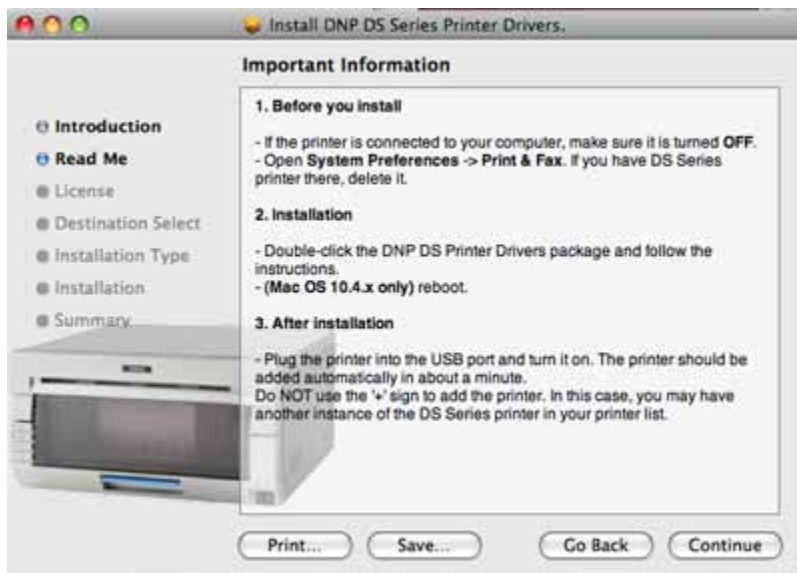 Install DNP DS Series Printer Drivers.
Important Information
Introduction
Read Me
License
Destination Select
Installation Type
Installation
Summary
1. Before you install
- If the printer is connected to your computer, make sure it is turned OFF.
- Open System Preferences -> Print & Fax. If you have DS Series
printer there, delete it.
2. Installation
- Double-click the DNP DS Printer Drivers package and follow the
instructions.
- (Mac OS 10.4.x only) reboot.
3. After installation
- Plug the printer into the USB port and turn it on. The printer should be
added automatically in about a minute.
Do NOT use the '+' sign to add the printer. In this case, you may have
another instance of the DS Series printer in your printer list.
Print...
Save...
Go Back
Continue